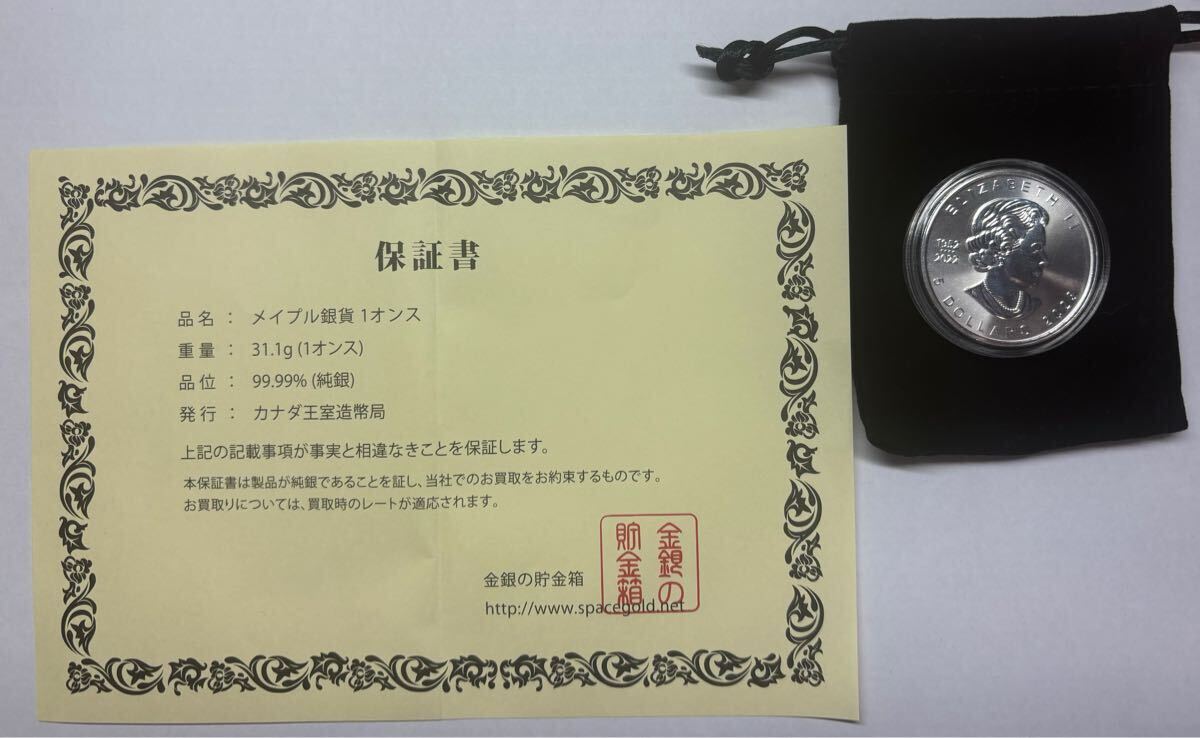 保証書
品名 : メイプル銀貨 1オンス
重量 : 31.1g (1オンス)
品位 : 99.99% (純銀)
発行 : カナダ王室造幣局
上記の記載事項が事実と相違なきことを保証します。
本保証書は製品が純銀であることを証し、当社でのお買取をお約束するものです。
お買取りについては、買取時のレートが適応されます。
金銀の貯金箱
http://www.spacegold.net
金銀の
貯金箱
ELIZABETH II
1952
2022
5 DOLLARS 2023